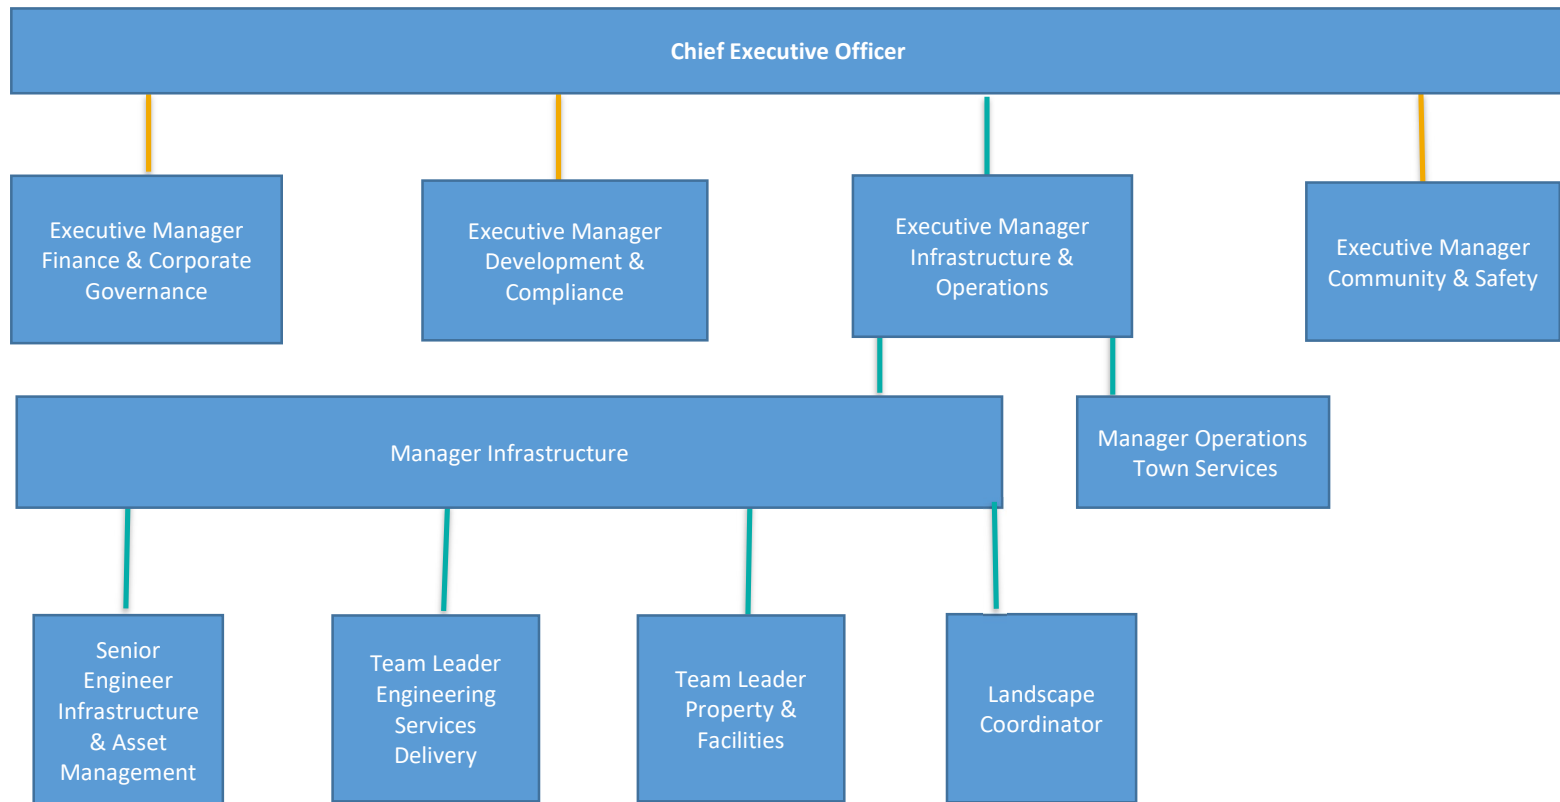 Chief Executive Officer
Executive Manager
Finance & Corporate
Governance
Executive Manager
Development &
Compliance
Executive Manager
Infrastructure &
Operations
Executive Manager
Community & Safety
Manager Infrastructure
Manager Operations
Town Services
Senior
Engineer
Infrastructure
& Asset
Management
Team Leader
Engineering
Services
Delivery
Team Leader
Property &
Facilities
Landscape
Coordinator